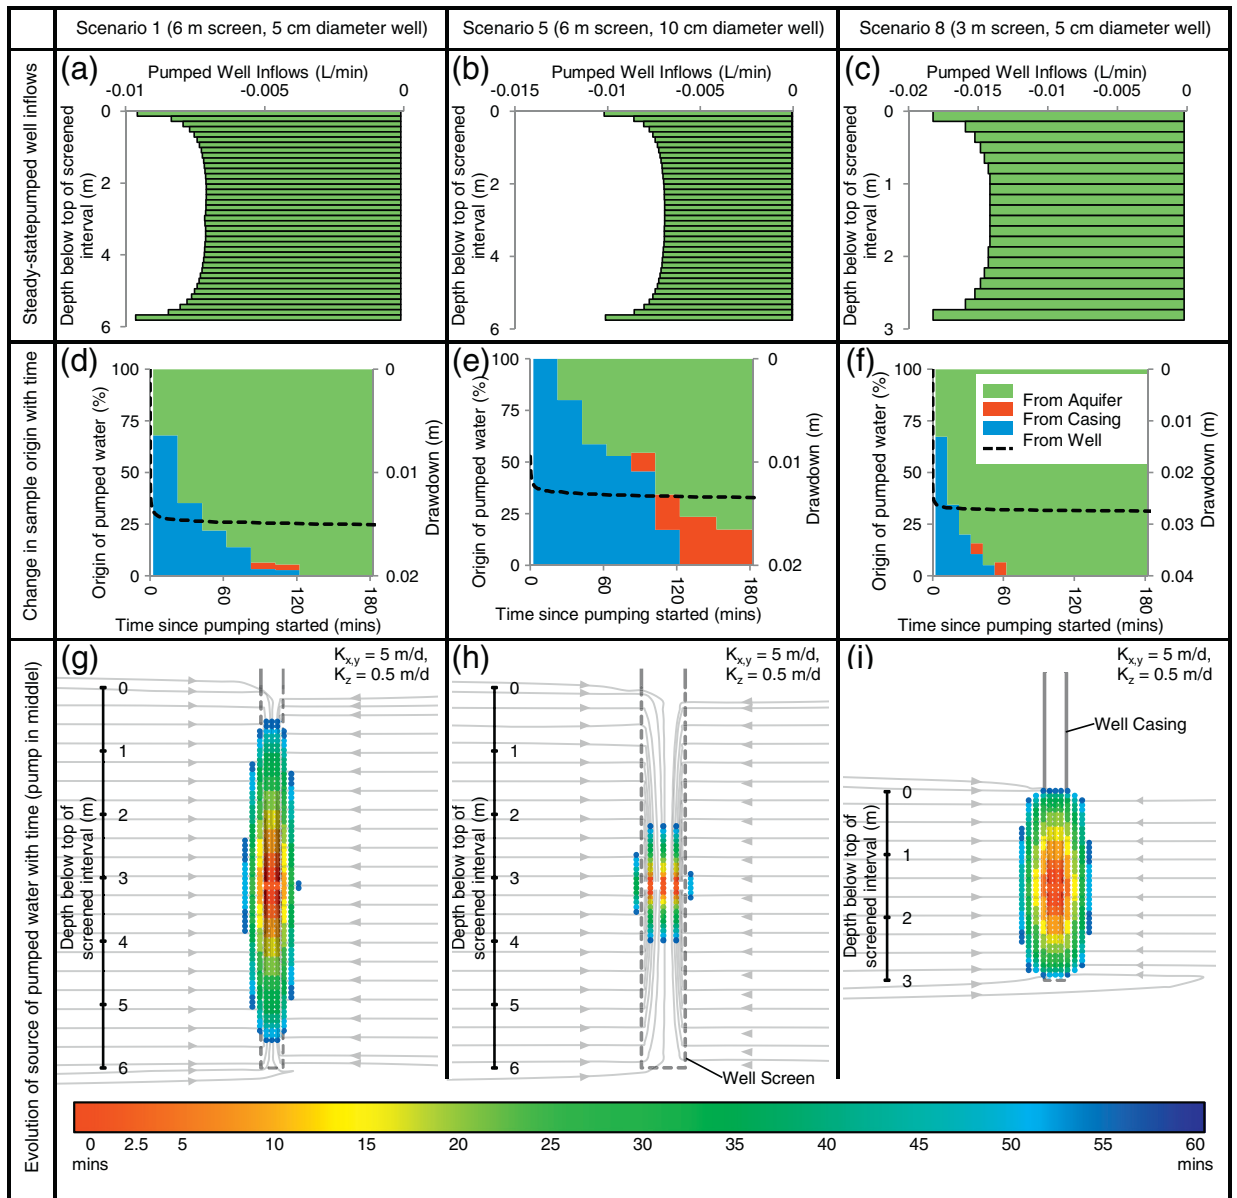 Scenario 1 (6 m screen, 5 cm diameter well)
Scenario 5 (6 m screen, 10 cm diameter well)
Scenario 8 (3 m screen, 5 cm diameter well)
Steady-statepumped well inflows
(a)
Pumped Well Inflows (L/min)
-0.01 -0.005 0
Depth below top of screened
interval (m)
0
2
4
6
(b)
Pumped Well Inflows (L/min)
-0.015 -0.01 -0.005 0
Depth below top of screened
interval (m)
0
2
4
6
(c)
Pumped Well Inflows (L/min)
-0.02 -0.015 -0.01 -0.005 0
Depth below top of screened
interval (m)
0
1
2
3
Change in sample origin with time
(d)
Origin of pumped water (%)
100
75
50
25
0
0 60 120 180
Time since pumping started (mins)
0
0.01
0.02
Drawdown (m)
(e)
Origin of pumped water (%)
100
75
50
25
0
0 60 120 180
Time since pumping started (mins)
0
0.01
0.02
Drawdown (m)
(f)
Origin of pumped water (%)
100
75
50
25
0
0 60 120 180
Time since pumping started (mins)
0
0.01
0.02
0.03
0.04
Drawdown (m)
From Aquifer
From Casing
From Well
Evolution of source of pumped water with time (pump in middlel)
(g)
Kx,y = 5 m/d,
Kz = 0.5 m/d
Depth below top of
screened interval (m)
0
1
2
3
4
5
6
(h)
Kx,y = 5 m/d,
Kz = 0.5 m/d
Depth below top of
screened interval (m)
0
1
2
3
4
5
6
Well Screen
(i)
Kx,y = 5 m/d,
Kz = 0.5 m/d
Well Casing
Depth below top of
screened interval (m)
0
1
2
3
0 2.5 5 10 15 20 25 30 35 40 45 50 55 60
mins mins